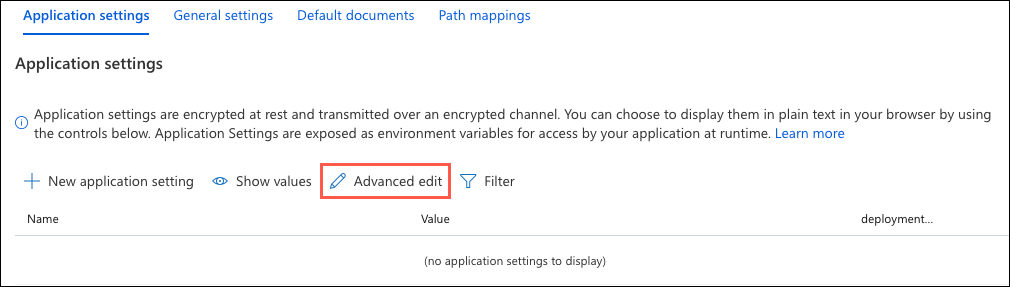 Application settings General settings Default documents Path mappings
Application settings
Application settings are encrypted at rest and transmitted over an encrypted channel. You can choose to display them in plain text in your browser by using
the controls below. Application Settings are exposed as environment variables for access by your application at runtime. Learn more
New application setting Show values Advanced edit Filter
Name Value deployment...
(no application settings to display)